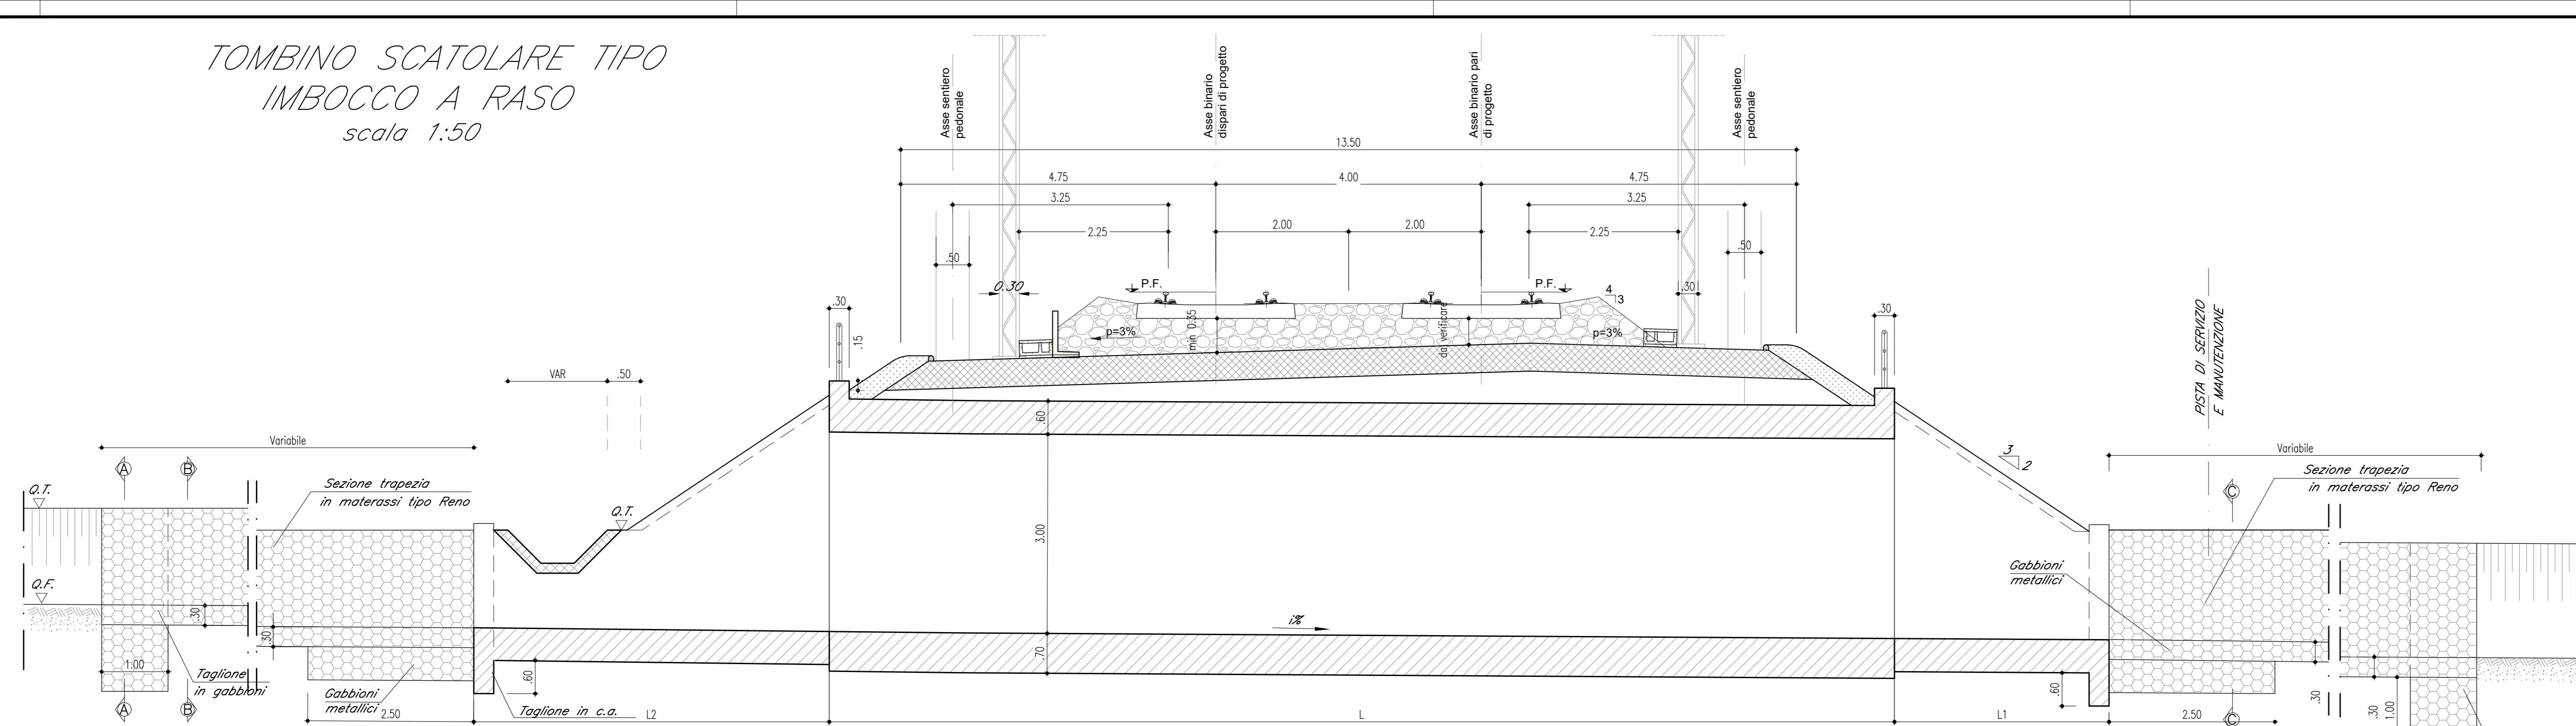 TOMBINO SCATOLARE TIPO
IMBOCCO A RASO
scala 1:50
Asse sentiero
pedonale
Asse binario
dispari di progetto
Asse binario pari
di progetto
Asse sentiero
pedonale
13.50
4.75
4.00
4.75
3.25
3.25
2.25
2.00
2.00
2.25
.50
.50
0.30
P.F.
P.F.
4
3
.30
.30
.30
.15
p=3%
min 0.35
da verificare
p=3%
VAR
.50
PISTA DI SERVIZIO
E MANUTENZIONE
Variabile
Variabile
.60
3
2
A
B
Sezione trapezia
in materassi tipo Reno
Sezione trapezia
in materassi tipo Reno
C
Q.T.
Q.T.
3.00
Q.F.
Gabbioni
metallici
.30
.30
i%
.70
1.00
Taglione
in gabbioni
.60
.60
Gabbioni
metallici
Taglione in c.a.
A
B
2.50
L2
L
L1
2.50
C
.30
.30
1.00